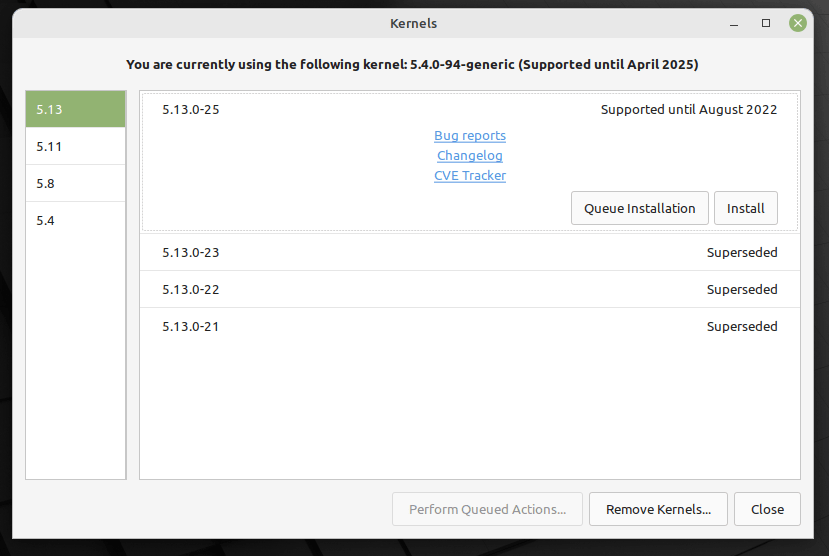 Kernels
You are currently using the following kernel: 5.4.0-94-generic (Supported until April 2025)
5.13
5.11
5.8
5.4
5.13.0-25 Supported until August 2022
Bug reports
Changelog
CVE Tracker
Queue Installation Install
5.13.0-23 Superseded
5.13.0-22 Superseded
5.13.0-21 Superseded
Perform Queued Actions... Remove Kernels... Close